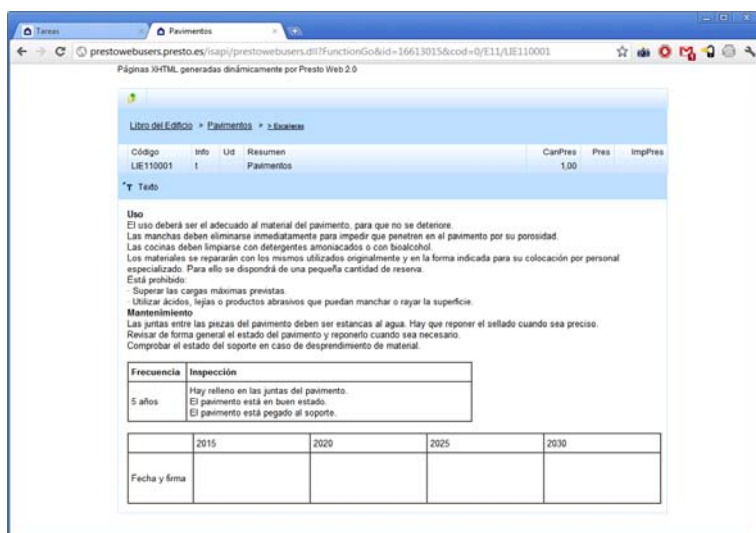 Tareas
Pavimentos
prestowebusers.presto.es/isapi/prestowebusers.dll?FunctionGo&id=16613015&cod=0/E11/LIE110001
Páginas XHTML generadas dinámicamente por Presto Web 2.0
Libro del Edificio > Pavimentos > > Escaleras
Código Info Ud Resumen CanPres Pres ImpPres
LIE110001 t Pavimentos 1,00
Texto
Uso
El uso deberá ser el adecuado al material del pavimento, para que no se deteriore.
Las manchas deben eliminarse inmediatamente para impedir que penetren en el pavimento por su porosidad.
Las cocinas deben limpiarse con detergentes amoniacados o con bioalcohol.
Los materiales se repararán con los mismos utilizados originalmente y en la forma indicada para su colocación por personal
especializado. Para ello se dispondrá de una pequeña cantidad de reserva.
Está prohibido:
· Superar las cargas máximas previstas.
· Utilizar ácidos, lejías o productos abrasivos que puedan manchar o rayar la superficie.
Mantenimiento
Las juntas entre las piezas del pavimento deben ser estancas al agua. Hay que reponer el sellado cuando sea preciso.
Revisar de forma general el estado del pavimento y reponerlo cuando sea necesario.
Comprobar el estado del soporte en caso de desprendimiento de material.
Frecuencia Inspección
5 años
Hay relleno en las juntas del pavimento.
El pavimento está en buen estado.
El pavimento está pegado al soporte.
2015 2020 2025 2030
Fecha y firma